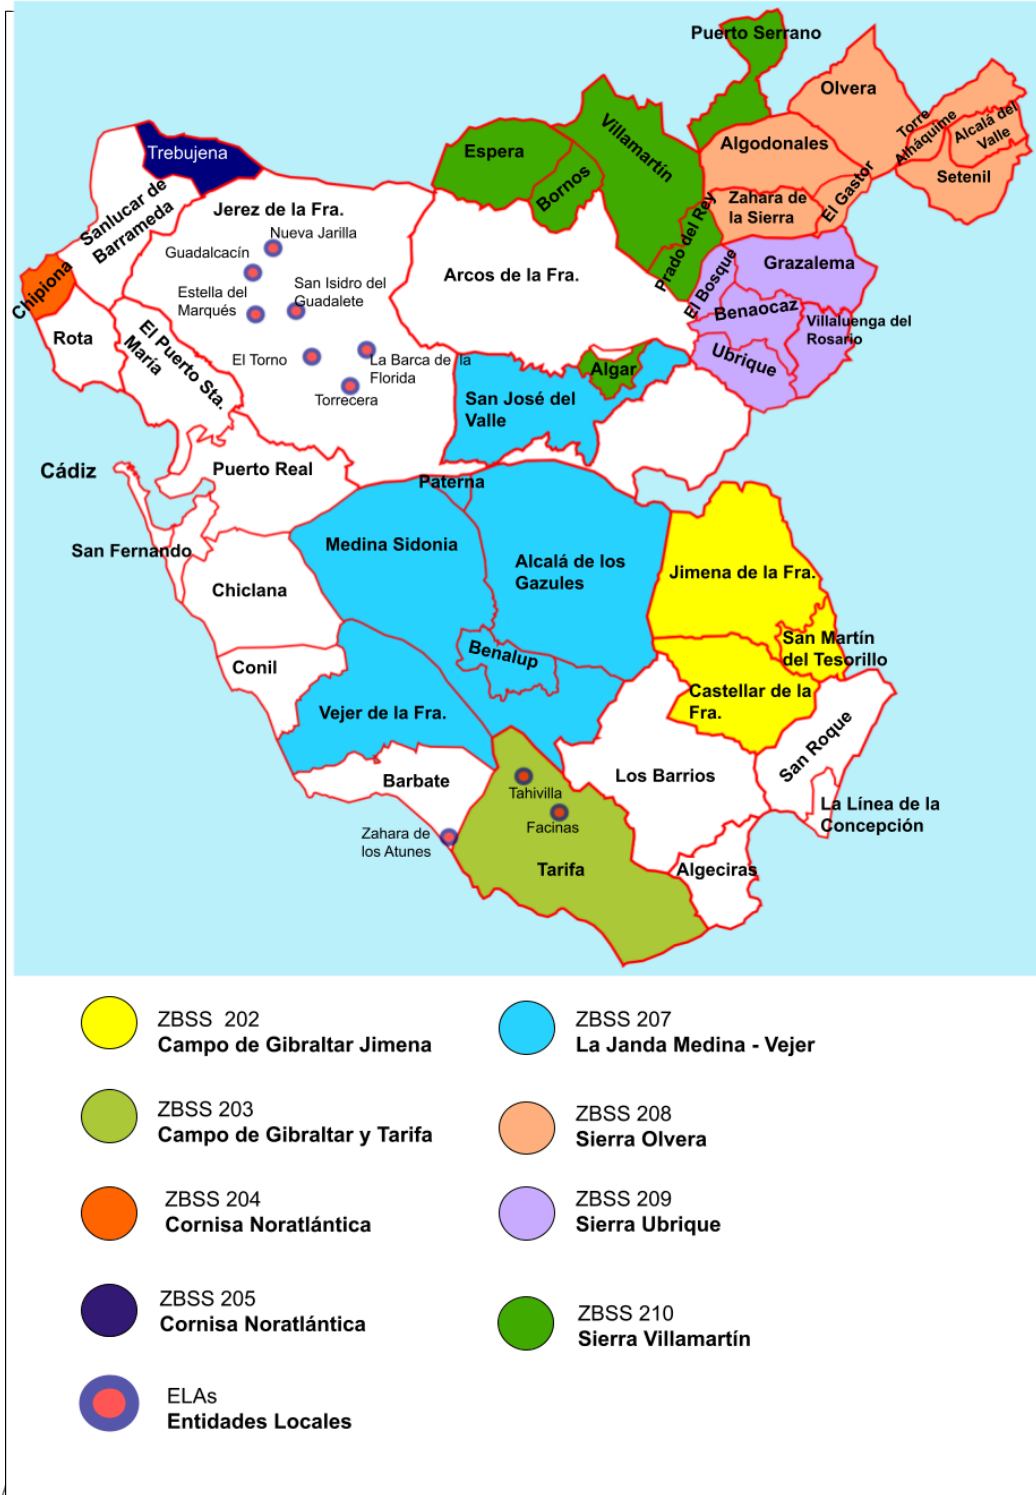 Puerto Serrano
Olvera
Torre
Alháquime
Alcalá del
Valle
Setenil
Algodonales
Villamartín
Espera
Bornos
Trebujena
Sanlucar de
Barrameda
Jerez de la Fra.
Nueva Jarilla
Guadalcacín
San Isidro del
Guadalete
Estella del
Marqués
El Torno
La Barca de la
Florida
Torrecera
Chipiona
Rota
El Puerto Sta.
María
Arcos de la Fra.
Prado del Rey
Zahara de
la Sierra
El Gastor
El Bosque
Grazalema
Benaocaz
Villaluenga del
Rosario
Ubrique
Algar
San José del
Valle
Cádiz
Puerto Real
Paterna
San Fernando
Medina Sidonia
Alcalá de los
Gazules
Jimena de la Fra.
Chiclana
San Martín
del Tesorillo
Conil
Benalup
Castellar de la
Fra.
Vejer de la Fra.
San Roque
Barbate
Los Barrios
Tahivilla
Facinas
La Línea de la
Concepción
Zahara de
los Atunes
Tarifa
Algeciras
ZBSS 202
Campo de Gibraltar Jimena
ZBSS 207
La Janda Medina - Vejer
ZBSS 203
Campo de Gibraltar y Tarifa
ZBSS 208
Sierra Olvera
ZBSS 204
Cornisa Noratlántica
ZBSS 209
Sierra Ubrique
ZBSS 205
Cornisa Noratlántica
ZBSS 210
Sierra Villamartín
ELAs
Entidades Locales